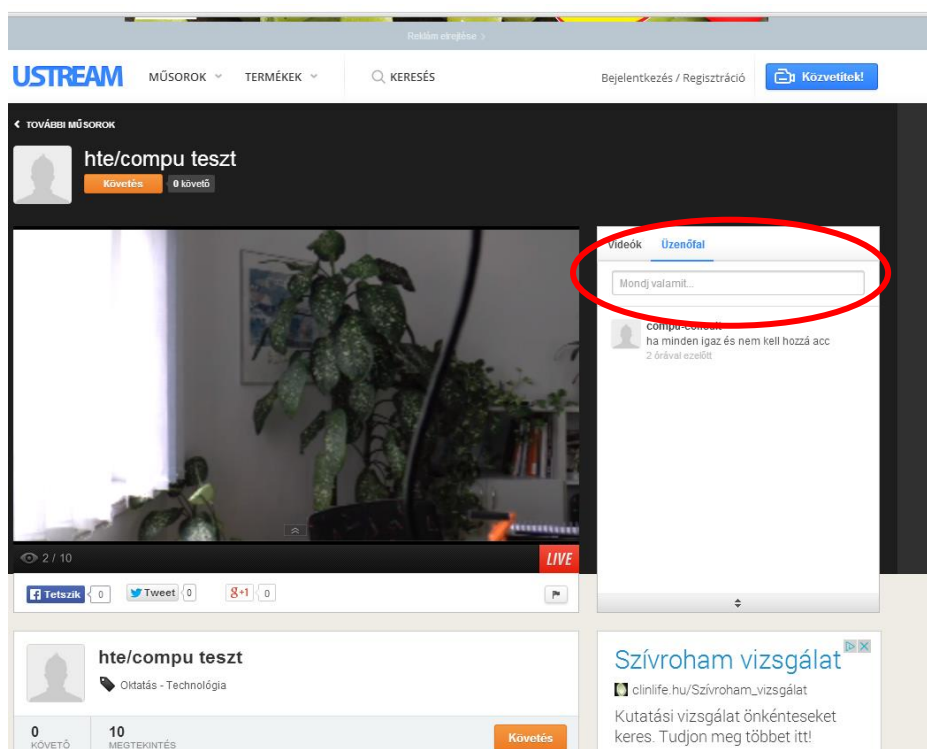 Reklám elrejtése >
USTREAM MŰSOROK TERMÉKEK KERESÉS Bejelentkezés / Regisztráció Közvetítek!
TOVÁBBI MŰSOROK
hte/compu teszt
Követés 0 követő
Videók Üzenőfal
Mondj valamit...
compu-consult
ha minden igaz és nem kell hozzá acc
2 órával ezelőtt
2 / 10 LIVE
Tetszik 0 Tweet 0 g+1 0
hte/compu teszt
Oktatás - Technológia
0 10
KÖVETŐ MEGTEKINTÉS
Követés
Szívroham vizsgálat
clinlife.hu/Szívroham_vizsgálat
Kutatási vizsgálat önkénteseket
keres. Tudjon meg többet itt!